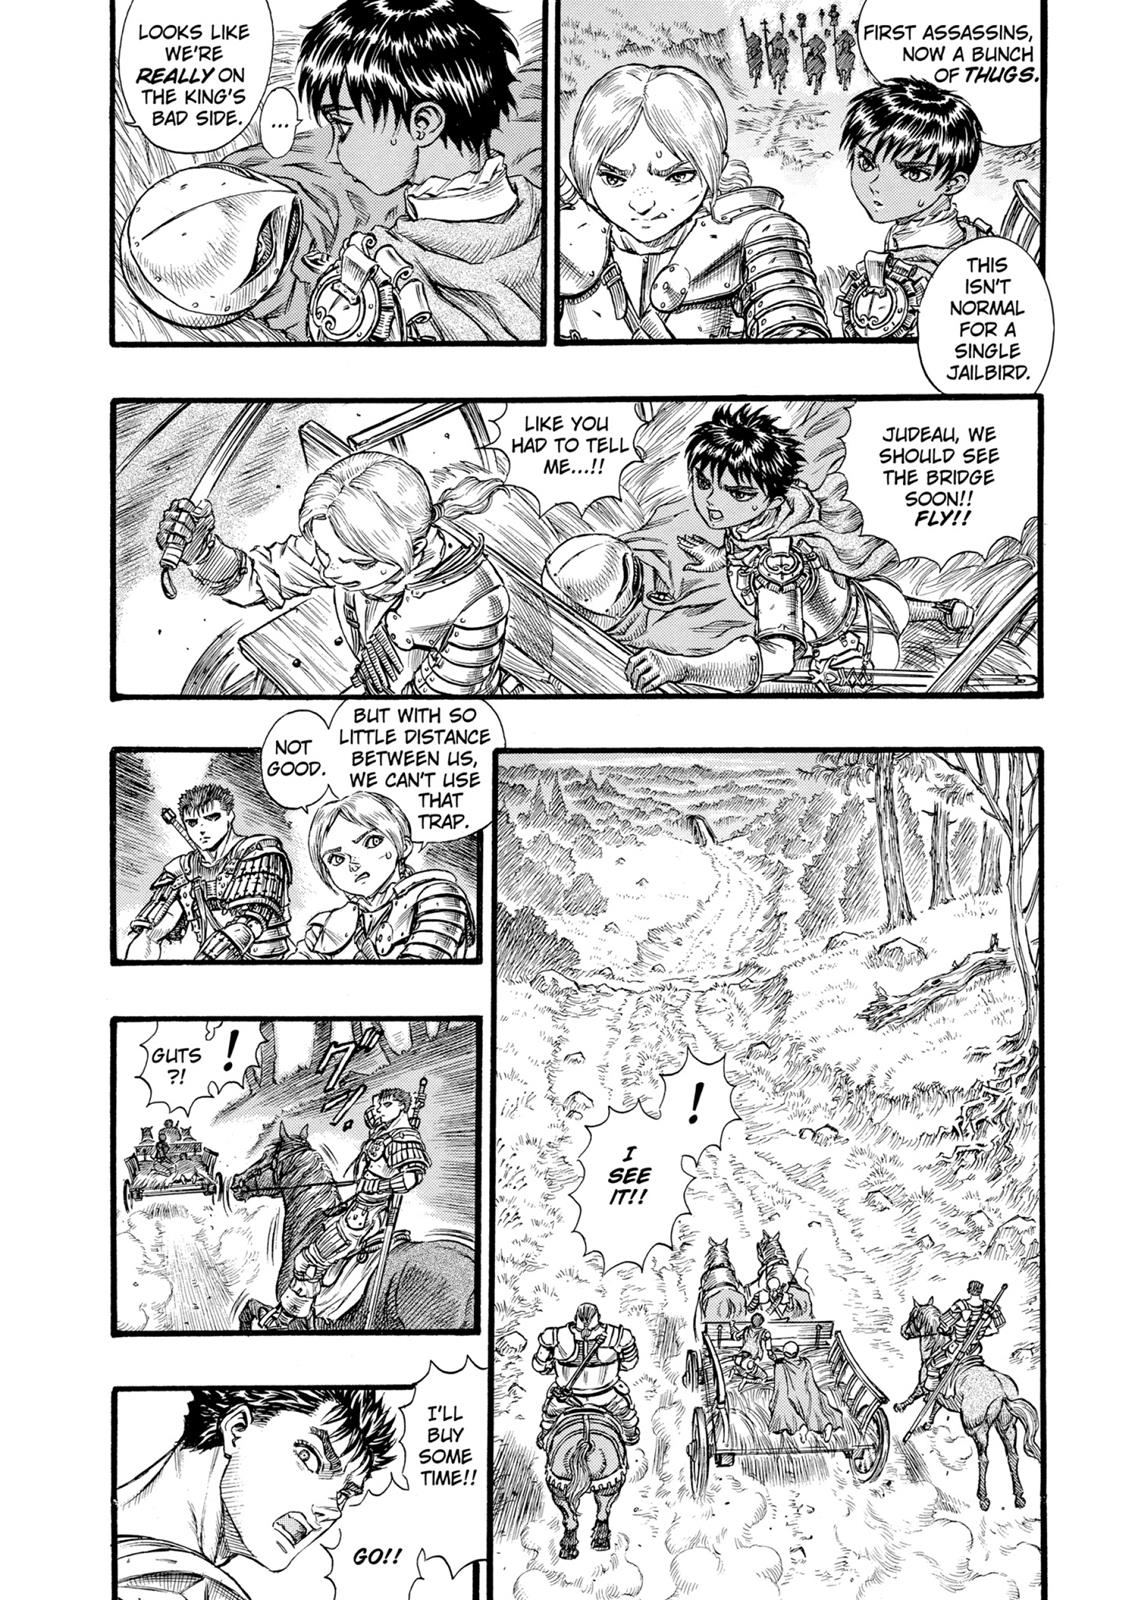 FIRST ASSASSINS,
NOW A BUNCH
OF THUGS.
THIS
ISN'T
NORMAL
FOR A
SINGLE
JAILBIRD.
LOOKS LIKE
WE'RE
REALLY ON
THE KING'S
BAD SIDE.
...
JUDEAU, WE
SHOULD SEE
THE BRIDGE
SOON!!
FLY!!
LIKE YOU
HAD TO TELL
ME...!!
!
I
SEE
IT!!
BUT WITH SO
LITTLE DISTANCE
BETWEEN US,
WE CAN'T USE
THAT
TRAP.
NOT
GOOD.
!
GUTS
?!
I'LL
BUY
SOME
TIME!!
GO!!